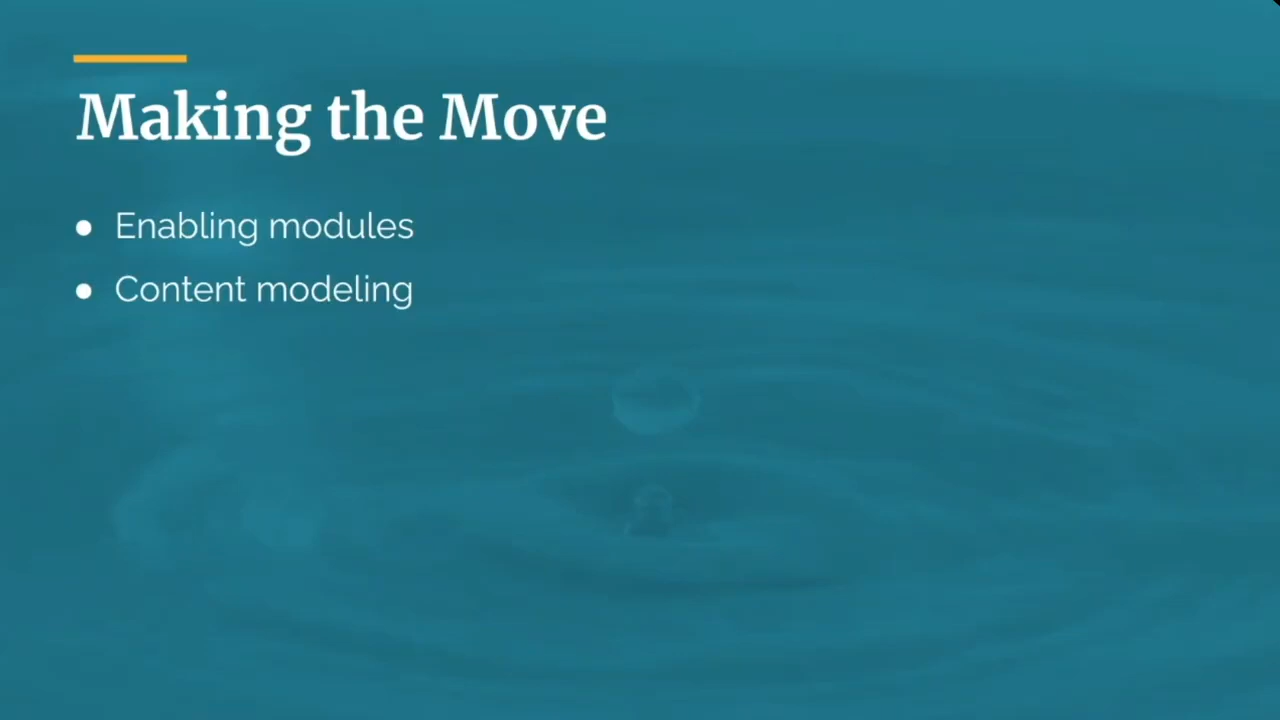 Making the Move
● Enabling modules
● Content modeling